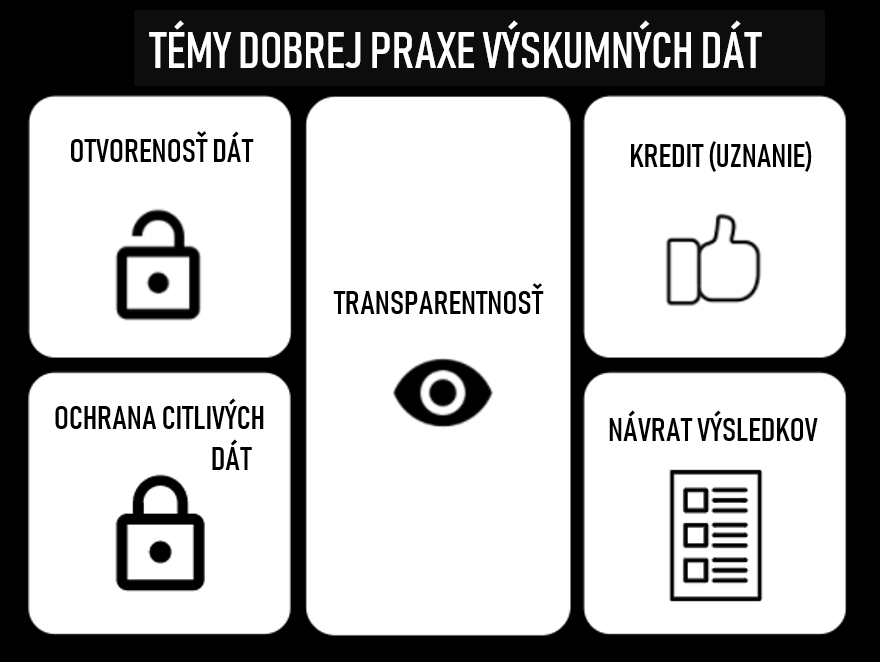 TÉMY DOBREJ PRAXE VÝSKUMNÝCH DÁT
OTVORENOSŤ DÁT
OCHRANA CITLIVÝCH
DÁT
TRANSPARENTNOSŤ
KREDIT (UZNANIE)
NÁVRAT VÝSLEDKOV